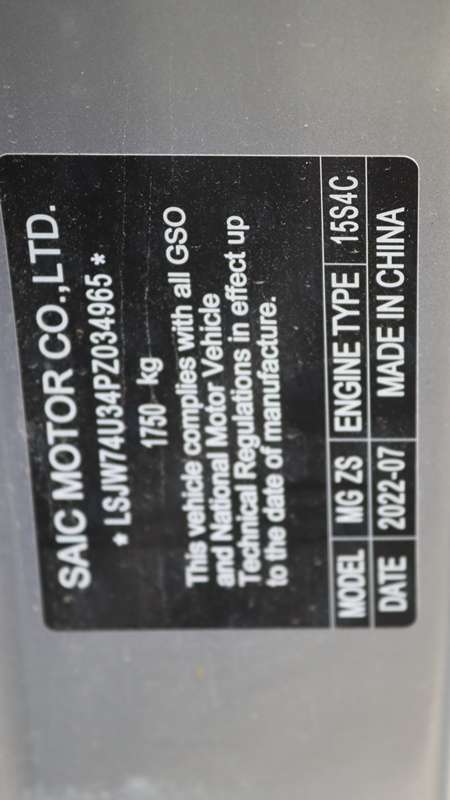 SAIC MOTOR CO.,LTD.
* LSJW74U34PZ034965 *
1750 kg
This vehicle complies with all GSO
and National Motor Vehicle
Technical Regulations in effect up
to the date of manufacture.
MODEL MG ZS ENGINE TYPE 15S4C
DATE 2022-07 MADE IN CHINA